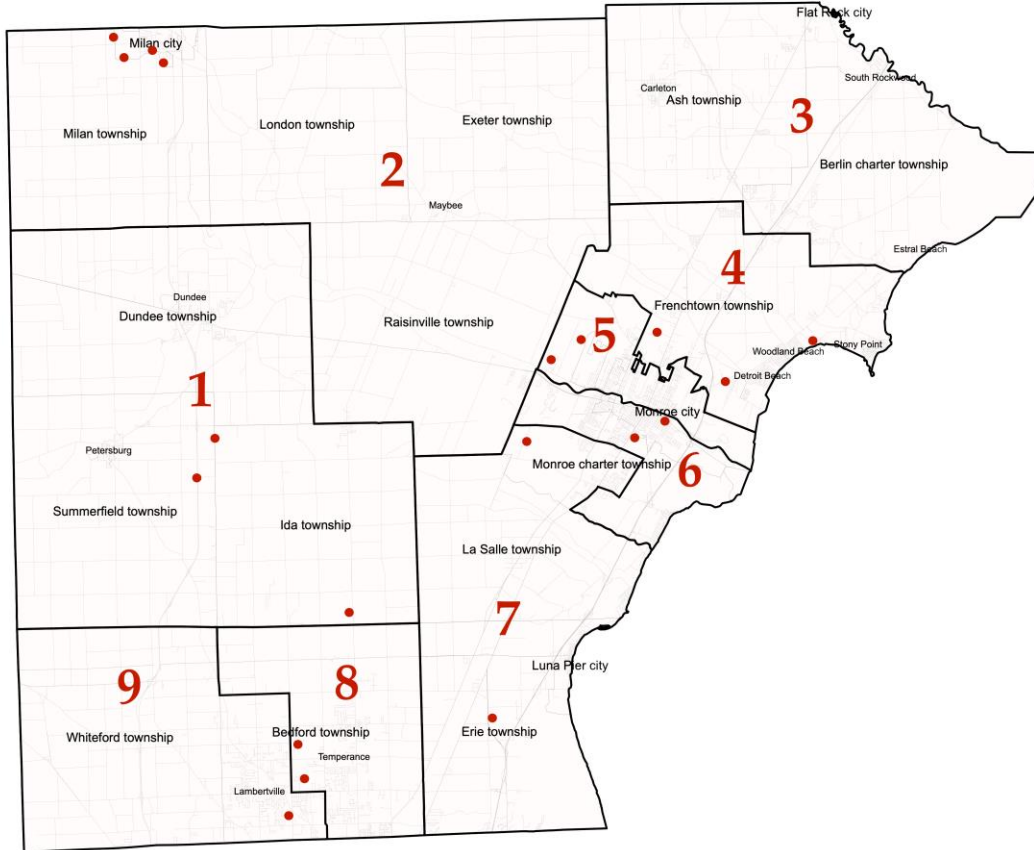 Flat Rock city
Milan city
South Rockwood
Carleton
Ash township
3
London township
Exeter township
Milan township
Berlin charter township
2
Maybee
Estral Beach
4
Dundee
Dundee township
Frenchtown township
Raisinville township
5
Woodland Beach
Stony Point
Detroit Beach
1
Monroe city
Petersburg
Monroe charter township
6
Summerfield township
Ida township
La Salle township
7
Luna Pier city
9
8
Whiteford township
Bedford township
Erie township
Temperance
Lambertville